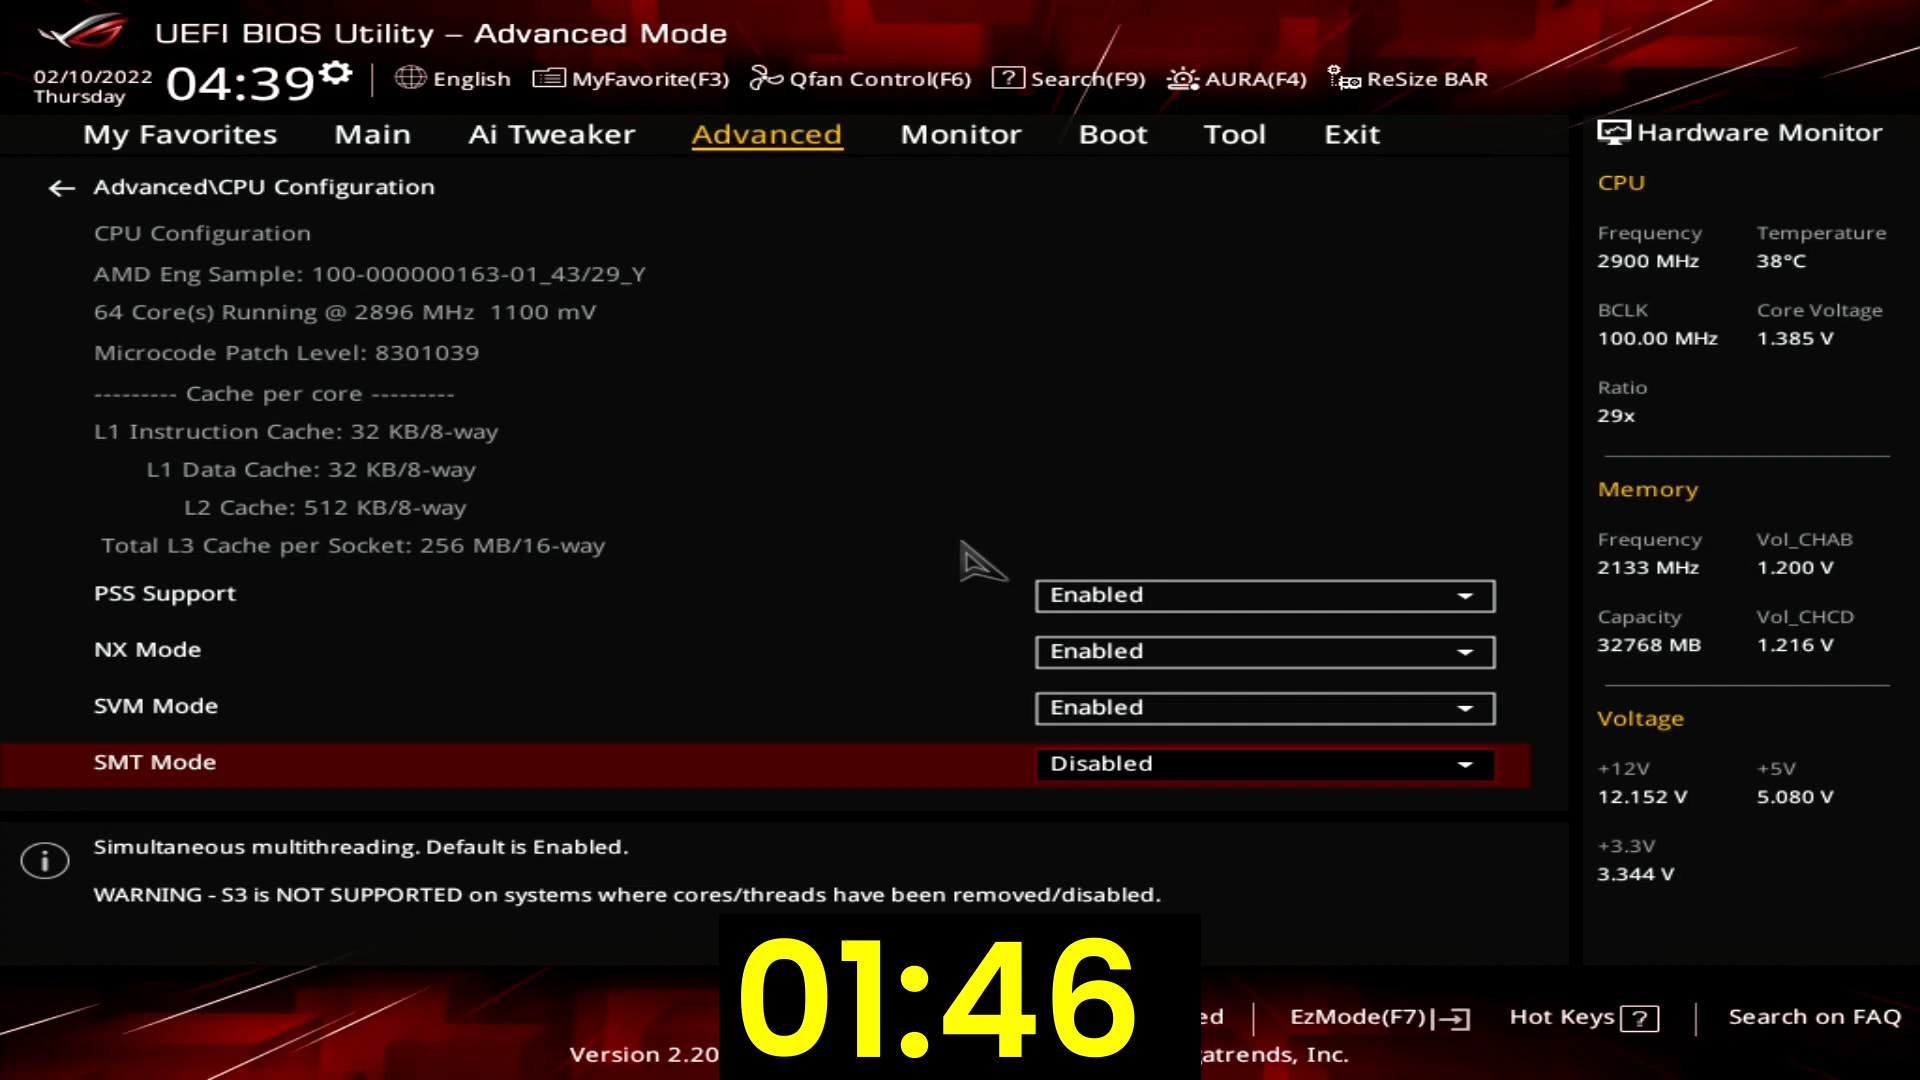 UEFI BIOS Utility – Advanced Mode
02/10/2022
Thursday
04:39
English
MyFavorite(F3)
Qfan Control(F6)
? Search(F9)
AURA(F4)
ReSize BAR
My Favorites
Main
Ai Tweaker
Advanced
Monitor
Boot
Tool
Exit
Advanced\CPU Configuration
CPU Configuration
AMD Eng Sample: 100-000000163-01_43/29_Y
64 Core(s) Running @ 2896 MHz 1100 mV
Microcode Patch Level: 8301039
--------- Cache per core ---------
L1 Instruction Cache: 32 KB/8-way
L1 Data Cache: 32 KB/8-way
L2 Cache: 512 KB/8-way
Total L3 Cache per Socket: 256 MB/16-way
PSS Support
Enabled
NX Mode
Enabled
SVM Mode
Enabled
SMT Mode
Disabled
i
Simultaneous multithreading. Default is Enabled.
WARNING - S3 is NOT SUPPORTED on systems where cores/threads have been removed/disabled.
Hardware Monitor
CPU
Frequency
Temperature
2900 MHz
38°C
BCLK
Core Voltage
100.00 MHz
1.385 V
Ratio
29x
Memory
Frequency
Vol_CHAB
2133 MHz
1.200 V
Capacity
Vol_CHCD
32768 MB
1.216 V
Voltage
+12V
+5V
12.152 V
5.080 V
+3.3V
3.344 V
01:46
EzMode(F7)
Hot Keys ?
Search on FAQ
Version 2.20
Inc.